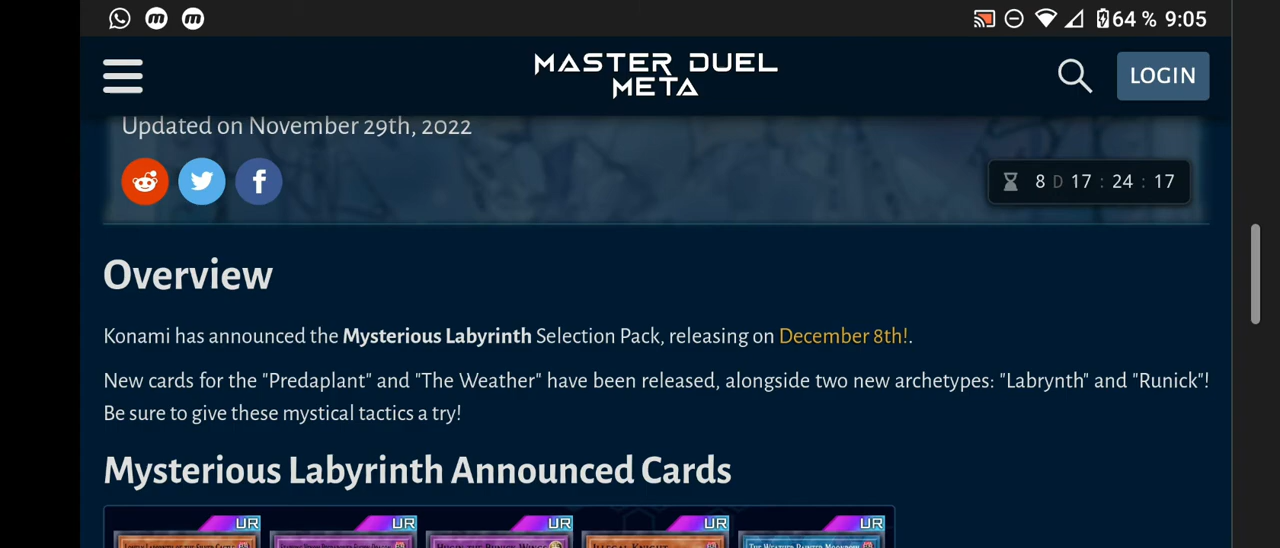 64 % 9:05
MASTER DUEL
META
LOGIN
Updated on November 29th, 2022
8 D 17 : 24 : 17
Overview
Konami has announced the Mysterious Labyrinth Selection Pack, releasing on December 8th!.
New cards for the "Predaplant" and "The Weather" have been released, alongside two new archetypes: "Labrynth" and "Runick"!
Be sure to give these mystical tactics a try!
Mysterious Labyrinth Announced Cards
UR UR UR UR UR